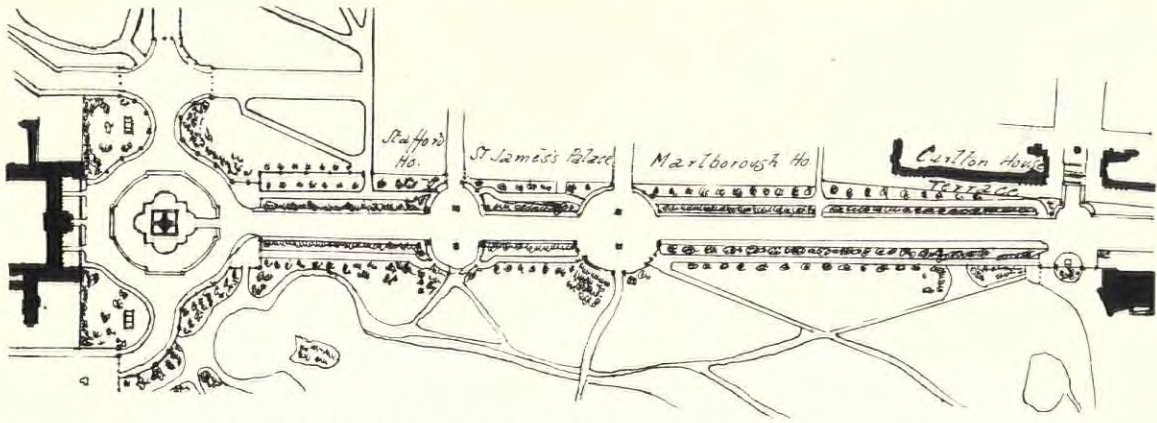 Stafford
Ho.
St James's Palace
Marlborough Ho.
Carlton House
Terrace